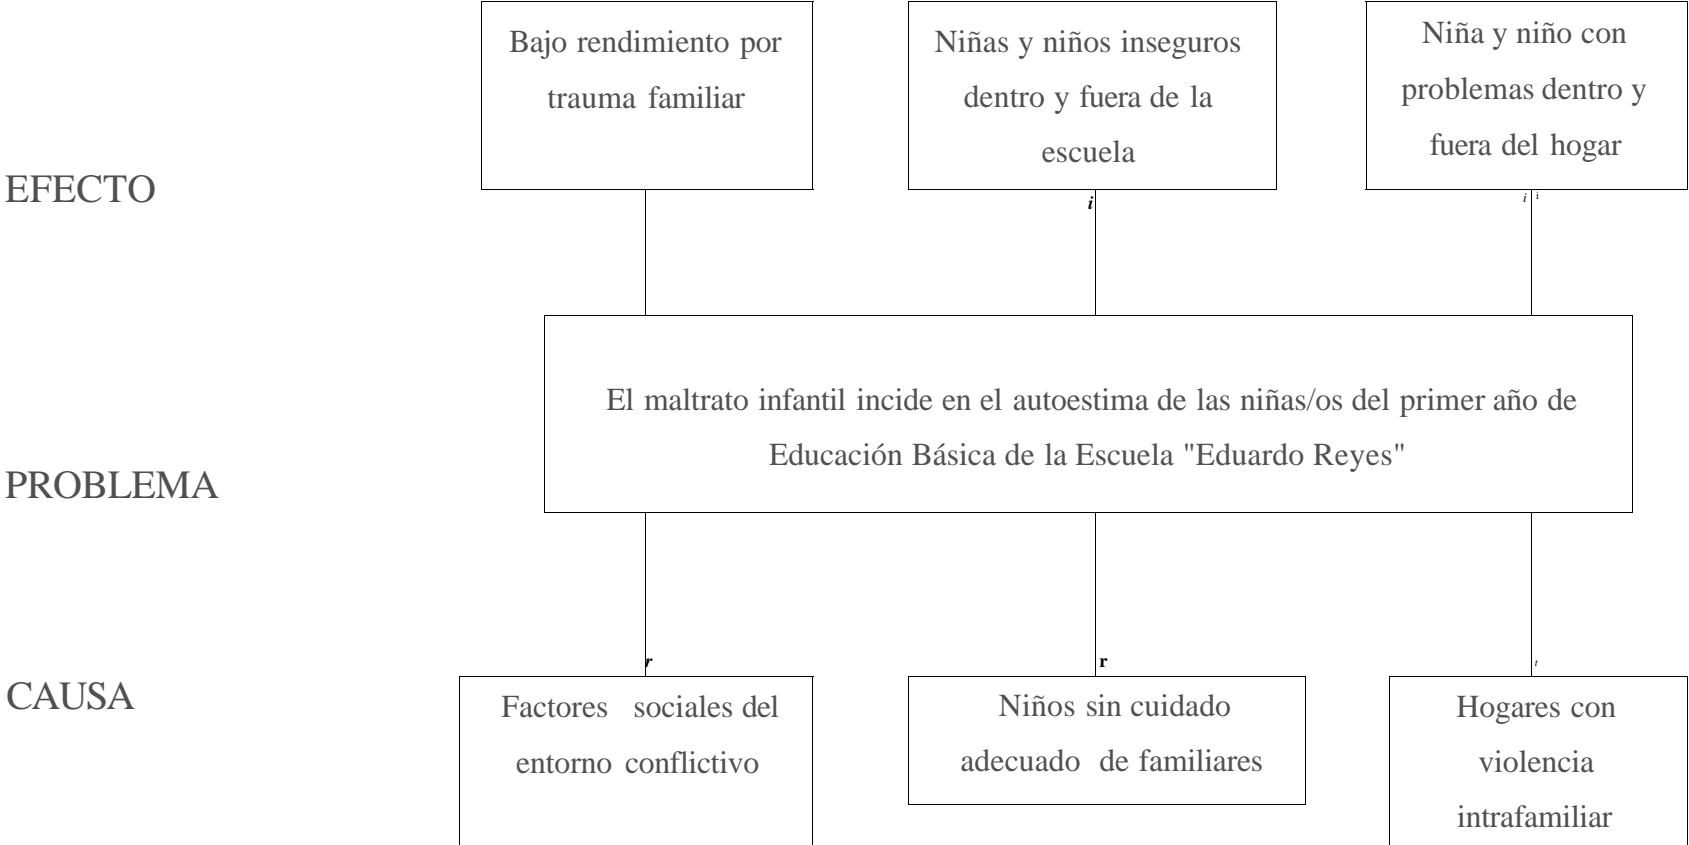 Bajo rendimiento por
trauma familiar
Niñas y niños inseguros
dentro y fuera de la
escuela
Niña y niño con
problemas dentro y
fuera del hogar
EFECTO
i
i i
El maltrato infantil incide en el autoestima de las niñas/os del primer año de
Educación Básica de la Escuela "Eduardo Reyes"
PROBLEMA
r
r
t
CAUSA
Factores sociales del
entorno conflictivo
Niños sin cuidado
adecuado de familiares
Hogares con
violencia
intrafamiliar